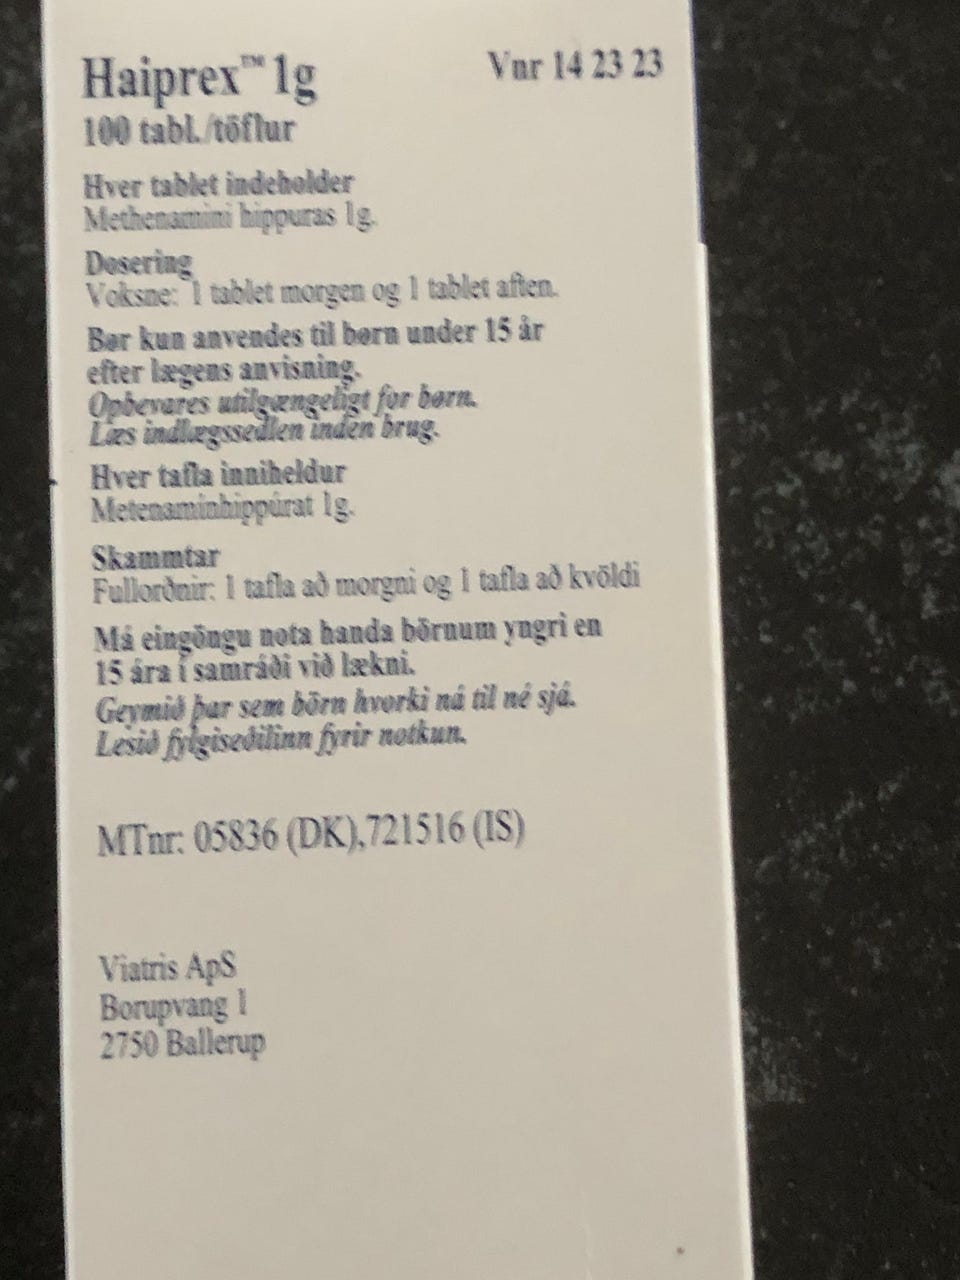 Haiprex™ 1g
Vnr 14 23 23
100 tabl./töflur
Hver tablet indeholder
Methenamini hippuras 1g.
Dosering
Voksne: 1 tablet morgen og 1 tablet aften.
Bør kun anvendes til børn under 15 år
efter lægens anvisning.
Opbevares utilgængeligt for børn.
Læs indlægssedlen inden brug.
Hver tafla inniheldur
Metenaminhippúrat 1g.
Skammtar
Fullorðnir: 1 tafla að morgni og 1 tafla að kvöldi
Má eingöngu nota handa börnum yngri en
15 ára í samráði við lækni.
Geymið þar sem börn hvorki ná til né sjá.
Lesið fylgiseðilinn fyrir notkun.
MTnr: 05836 (DK),721516 (IS)
Viatris ApS
Borupvang 1
2750 Ballerup